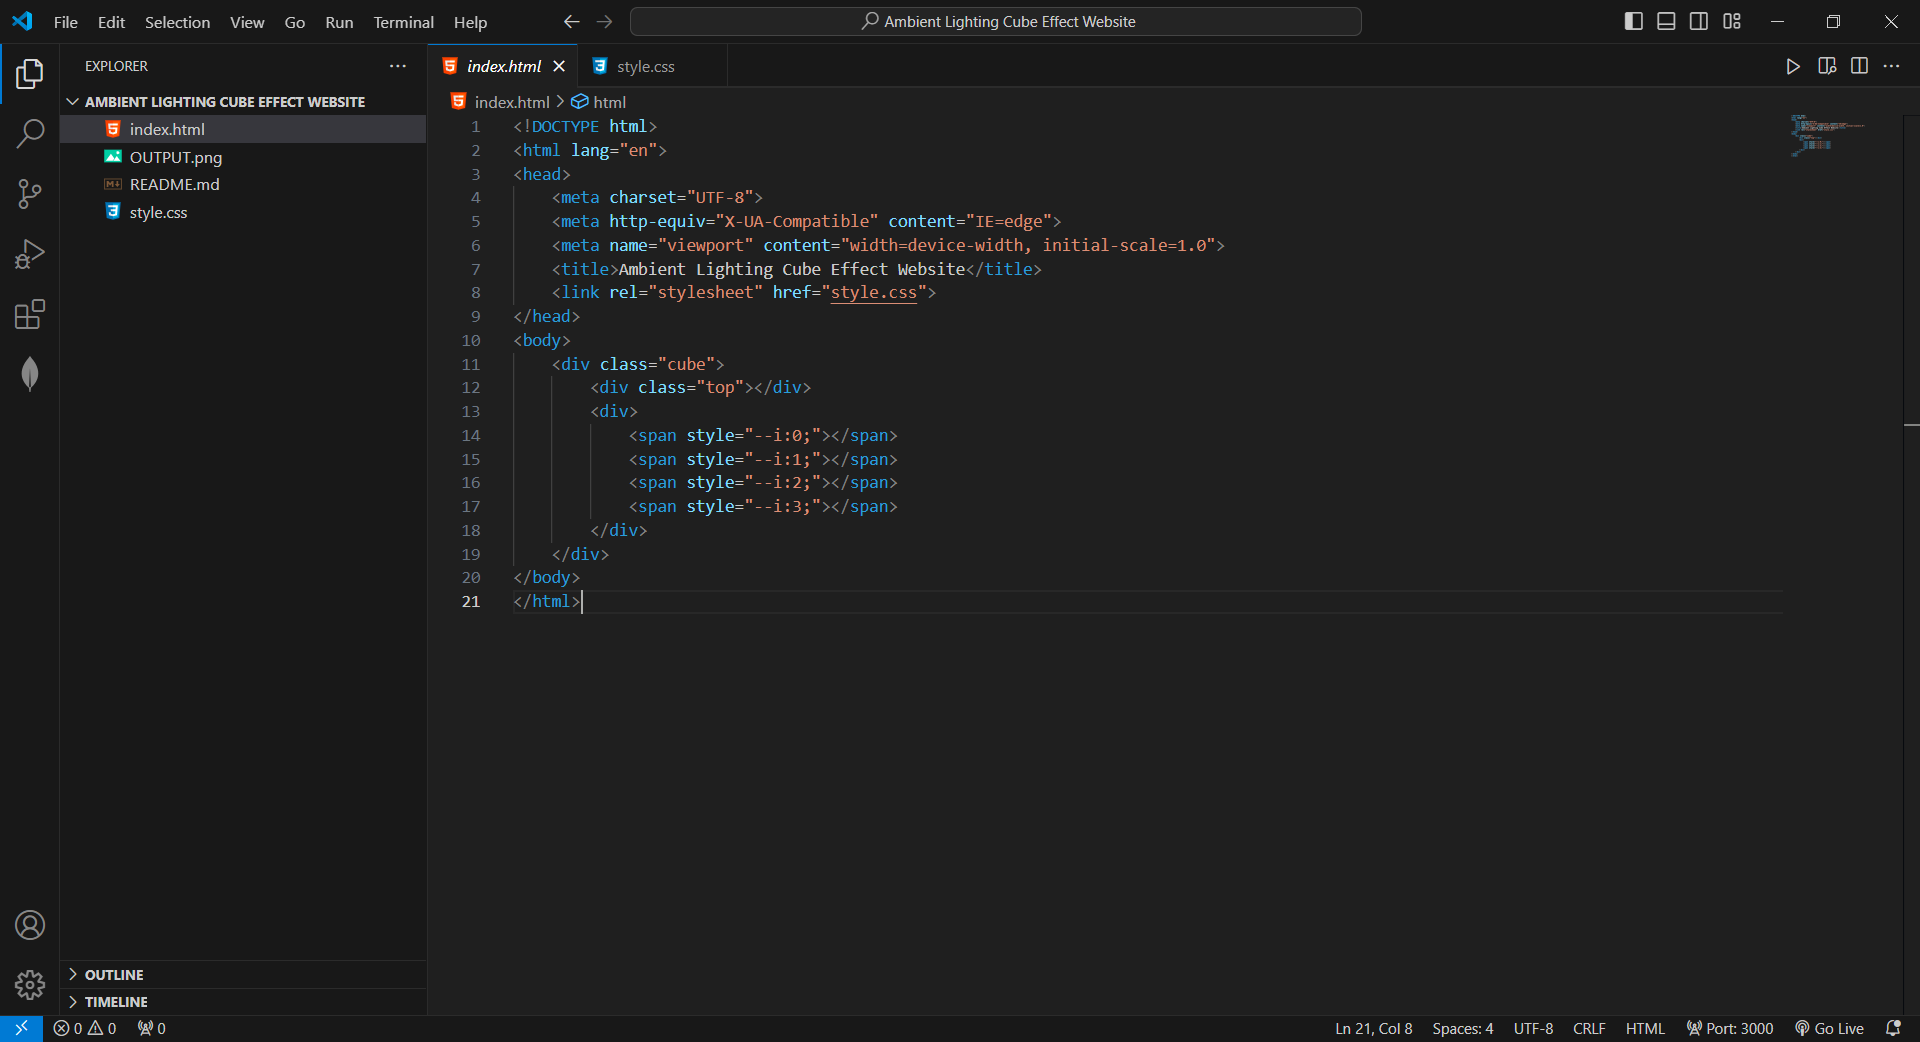 File Edit Selection View Go Run Terminal Help
Ambient Lighting Cube Effect Website
EXPLORER
AMBIENT LIGHTING CUBE EFFECT WEBSITE
index.html
OUTPUT.png
README.md
style.css
OUTLINE
TIMELINE
index.html
style.css
index.html > html
1 <!DOCTYPE html>
2 <html lang="en">
3 <head>
4     <meta charset="UTF-8">
5     <meta http-equiv="X-UA-Compatible" content="IE=edge">
6     <meta name="viewport" content="width=device-width, initial-scale=1.0">
7     <title>Ambient Lighting Cube Effect Website</title>
8     <link rel="stylesheet" href="style.css">
9 </head>
10 <body>
11     <div class="cube">
12         <div class="top"></div>
13         <div>
14             <span style="--i:0;"></span>
15             <span style="--i:1;"></span>
16             <span style="--i:2;"></span>
17             <span style="--i:3;"></span>
18         </div>
19     </div>
20 </body>
21 </html>
0 0 0
Ln 21, Col 8 Spaces: 4 UTF-8 CRLF HTML Port: 3000 Go Live